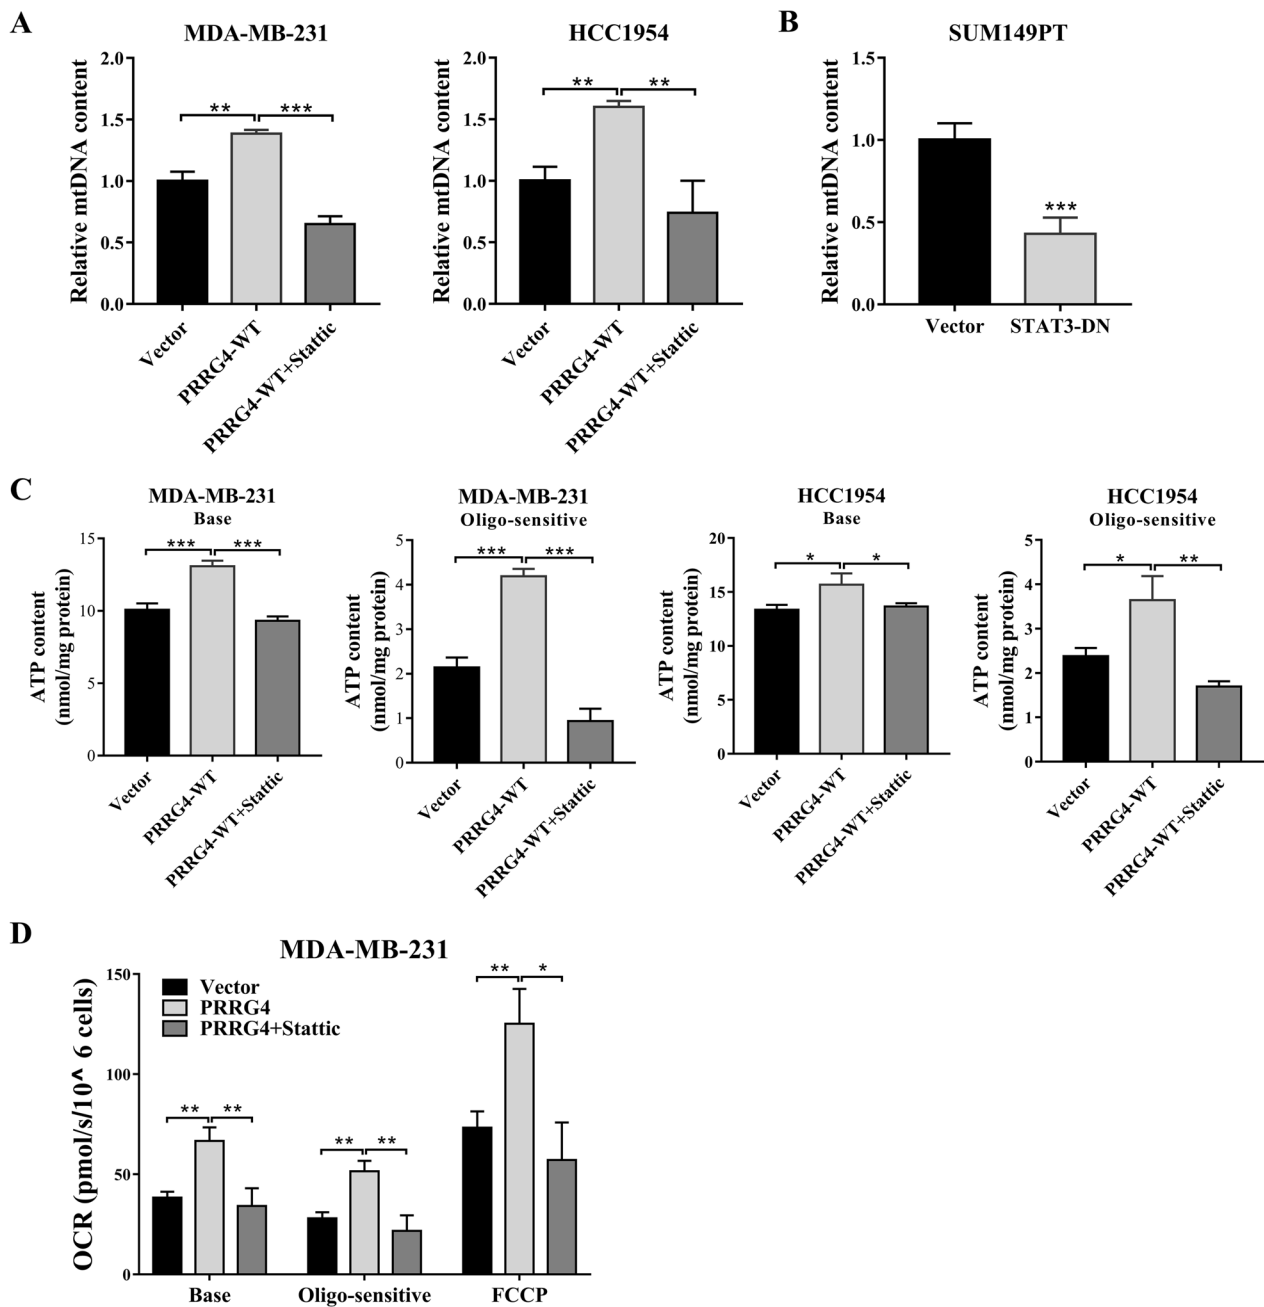 A
MDA-MB-231
Relative mtDNA content
2.0
1.5
1.0
0.5
0.0
** ***
Vector
PRRG4-WT
PRRG4-WT+Stattic
HCC1954
Relative mtDNA content
2.0
1.5
1.0
0.5
0.0
** **
Vector
PRRG4-WT
PRRG4-WT+Stattic
B
SUM149PT
Relative mtDNA content
1.5
1.0
0.5
0.0
***
Vector STAT3-DN
C
MDA-MB-231
Base
ATP content
(nmol/mg protein)
15
10
5
0
*** ***
Vector
PRRG4-WT
PRRG4-WT+Stattic
MDA-MB-231
Oligo-sensitive
ATP content
(nmol/mg protein)
5
4
3
2
1
0
*** ***
Vector
PRRG4-WT
PRRG4-WT+Stattic
HCC1954
Base
ATP content
(nmol/mg protein)
20
15
10
5
0
* *
Vector
PRRG4-WT
PRRG4-WT+Stattic
HCC1954
Oligo-sensitive
ATP content
(nmol/mg protein)
5
4
3
2
1
0
* **
Vector
PRRG4-WT
PRRG4-WT+Stattic
D
MDA-MB-231
OCR (pmol/s/10^ 6 cells)
150
100
50
0
Vector
PRRG4
PRRG4+Stattic
** **
** **
** *
Base Oligo-sensitive FCCP